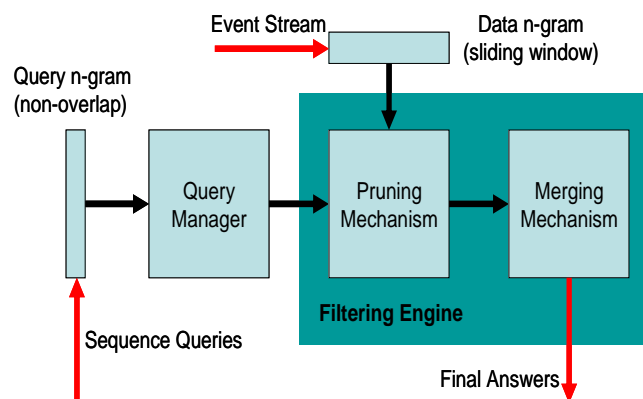 Event Stream
Data n-gram
(sliding window)
Query n-gram
(non-overlap)
Query
Manager
Pruning
Mechanism
Merging
Mechanism
Filtering Engine
Sequence Queries
Final Answers